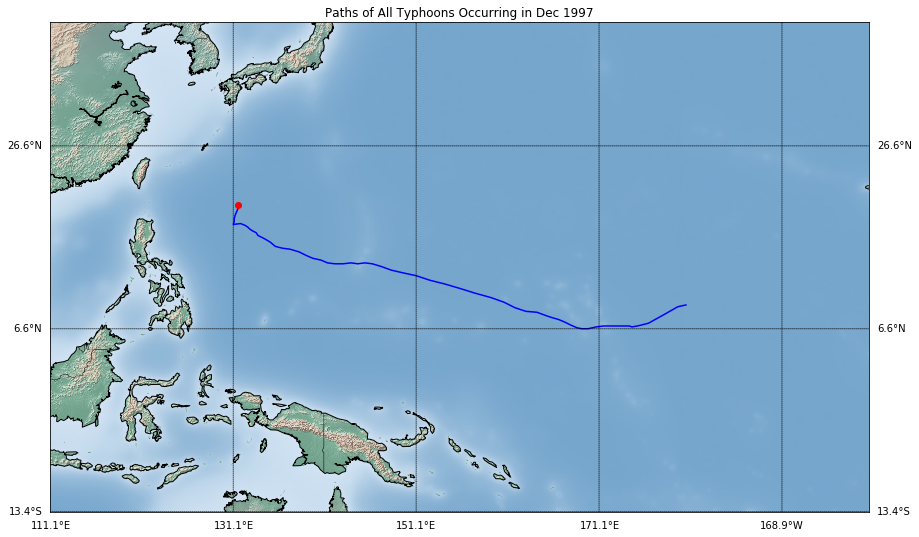 Paths of All Typhoons Occurring in Dec 1997
26.6°N 26.6°N
6.6°N 6.6°N
13.4°S 13.4°S
111.1°E 131.1°E 151.1°E 171.1°E 168.9°W